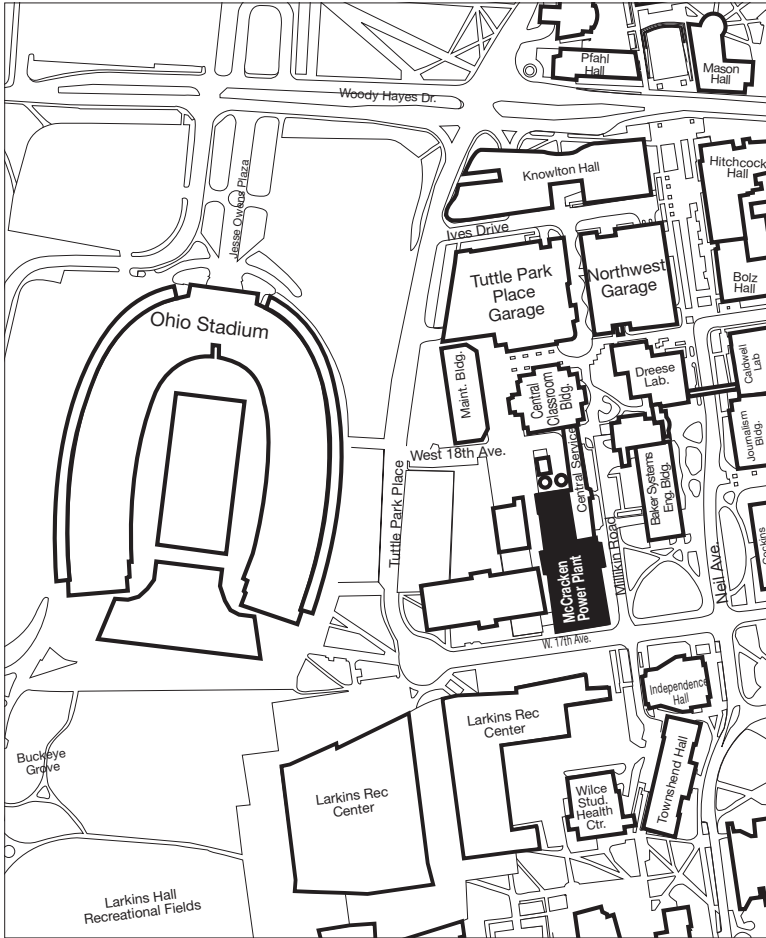 Pfahl
Hall
Mason
Hall
Woody Hayes Dr.
Knowlton Hall
Hitchcock
Hall
Jesse Owens Plaza
Ives Drive
Tuttle Park
Place
Garage
Northwest
Garage
Bolz
Hall
Ohio Stadium
Maint. Bldg.
Central
Classroom
Bldg.
Dreese
Lab.
Caldwell
Lab
Journalism
Bldg.
West 18th Ave.
Central Service
Tuttle Park Place
Baker Systems
Eng. Bldg.
Cockins
Millikin Road
Neil Ave.
McCracken
Power Plant
W. 17th Ave.
Independence
Hall
Larkins Rec
Center
Townshend Hall
Buckeye
Grove
Larkins Rec
Center
Wilce
Stud.
Health
Ctr.
Larkins Hall
Recreational Fields